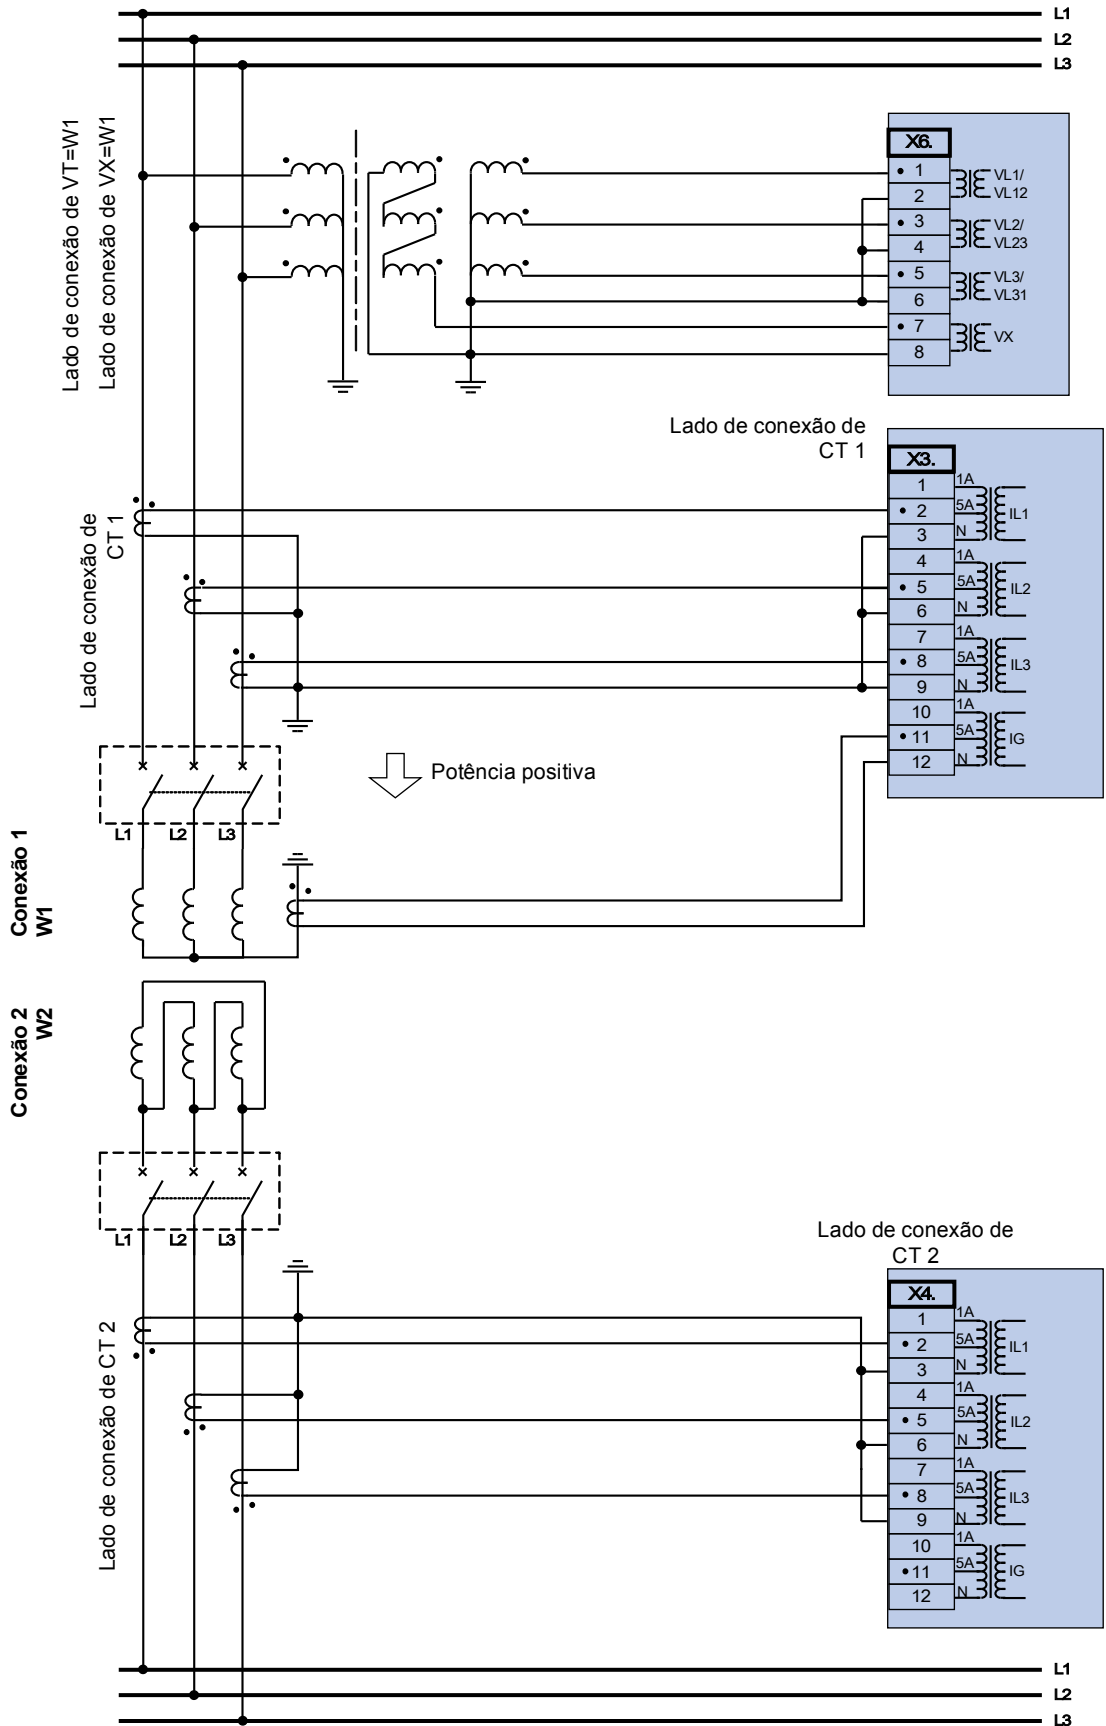 L1
L2
L3
Lado de conexão de VT=W1
Lado de conexão de VX=W1
X6.
1
2
3
4
5
6
7
8
VL1/
VL12
VL2/
VL23
VL3/
VL31
VX
Lado de conexão de
CT 1
Lado de conexão de
CT 1
X3.
1
2
3
4
5
6
7
8
9
10
11
12
1A
5A
N
IL1
1A
5A
N
IL2
1A
5A
N
IL3
1A
5A
N
IG
Potência positiva
L1
L2
L3
Conexão 1
W1
Conexão 2
W2
L1
L2
L3
Lado de conexão de CT 2
Lado de conexão de
CT 2
X4.
1
2
3
4
5
6
7
8
9
10
11
12
1A
5A
N
IL1
1A
5A
N
IL2
1A
5A
N
IL3
1A
5A
N
IG
L1
L2
L3